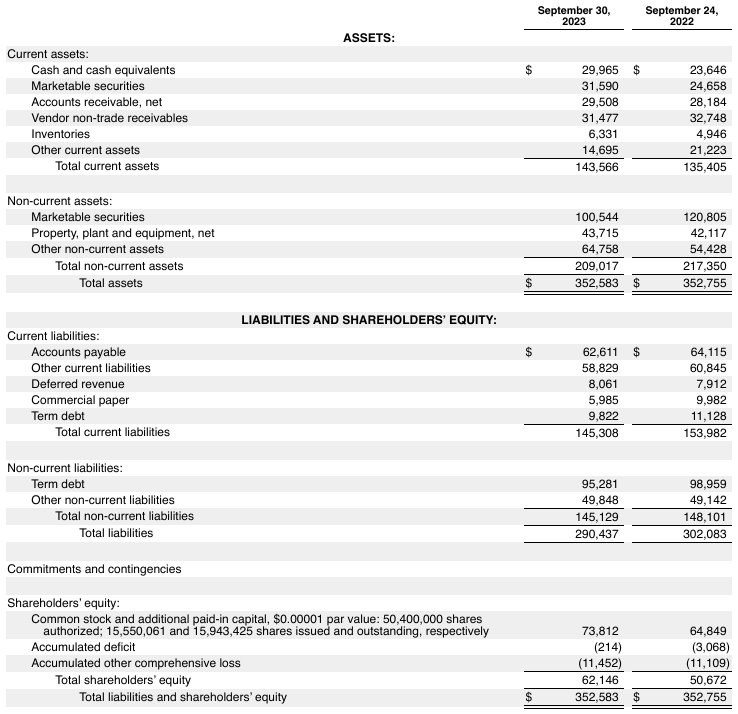 September 30, 2023 September 24, 2022
ASSETS:
Current assets:
Cash and cash equivalents $ 29,965 $ 23,646
Marketable securities 31,590 24,658
Accounts receivable, net 29,508 28,184
Vendor non-trade receivables 31,477 32,748
Inventories 6,331 4,946
Other current assets 14,695 21,223
Total current assets 143,566 135,405
Non-current assets:
Marketable securities 100,544 120,805
Property, plant and equipment, net 43,715 42,117
Other non-current assets 64,758 54,428
Total non-current assets 209,017 217,350
Total assets $ 352,583 $ 352,755
LIABILITIES AND SHAREHOLDERS’ EQUITY:
Current liabilities:
Accounts payable $ 62,611 $ 64,115
Other current liabilities 58,829 60,845
Deferred revenue 8,061 7,912
Commercial paper 5,985 9,982
Term debt 9,822 11,128
Total current liabilities 145,308 153,982
Non-current liabilities:
Term debt 95,281 98,959
Other non-current liabilities 49,848 49,142
Total non-current liabilities 145,129 148,101
Total liabilities 290,437 302,083
Commitments and contingencies
Shareholders’ equity:
Common stock and additional paid-in capital, $0.00001 par value: 50,400,000 shares
authorized; 15,550,061 and 15,943,425 shares issued and outstanding, respectively 73,812 64,849
Accumulated deficit (214) (3,068)
Accumulated other comprehensive loss (11,452) (11,109)
Total shareholders’ equity 62,146 50,672
Total liabilities and shareholders’ equity $ 352,583 $ 352,755